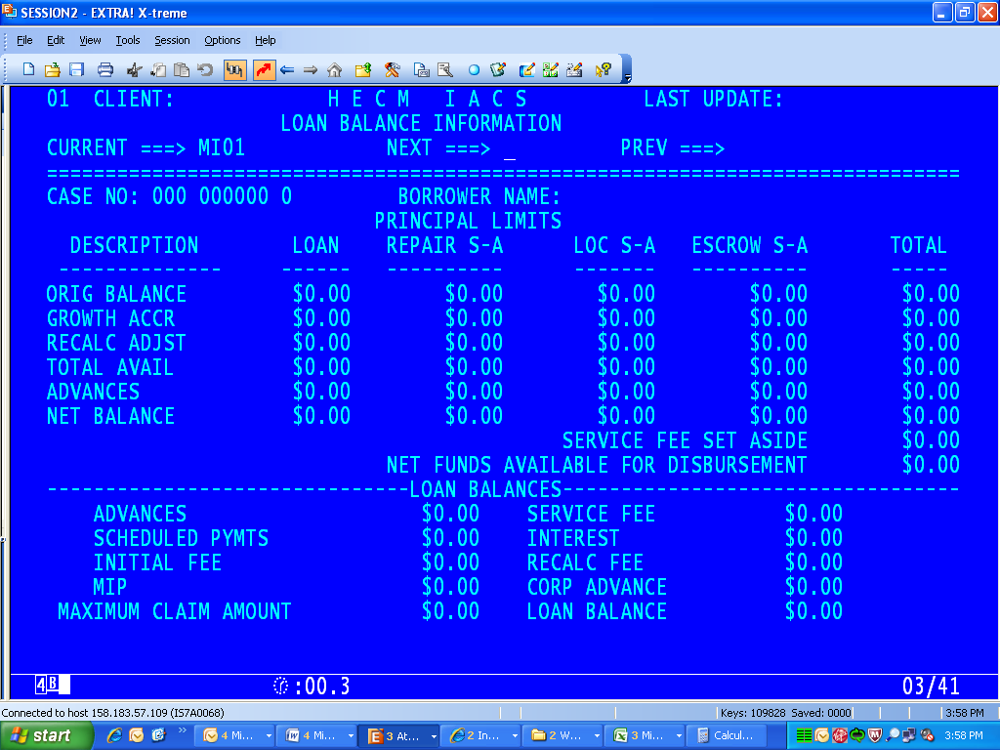 SESSION2 - EXTRA! X-treme
File Edit View Tools Session Options Help
01 CLIENT: H E C M I A C S LAST UPDATE:
LOAN BALANCE INFORMATION
CURRENT ===> MI01 NEXT ===> _ PREV ===>
==============================================================================
CASE NO: 000 000000 0 BORROWER NAME:
PRINCIPAL LIMITS
DESCRIPTION LOAN REPAIR S-A LOC S-A ESCROW S-A TOTAL
-------------- ------ ---------- ------- ---------- -----
ORIG BALANCE $0.00 $0.00 $0.00 $0.00 $0.00
GROWTH ACCR $0.00 $0.00 $0.00 $0.00 $0.00
RECALC ADJST $0.00 $0.00 $0.00 $0.00 $0.00
TOTAL AVAIL $0.00 $0.00 $0.00 $0.00 $0.00
ADVANCES $0.00 $0.00 $0.00 $0.00 $0.00
NET BALANCE $0.00 $0.00 $0.00 $0.00 $0.00
SERVICE FEE SET ASIDE $0.00
NET FUNDS AVAILABLE FOR DISBURSEMENT $0.00
-------------------------------LOAN BALANCES----------------------------------
ADVANCES $0.00 SERVICE FEE $0.00
SCHEDULED PYMTS $0.00 INTEREST $0.00
INITIAL FEE $0.00 RECALC FEE $0.00
MIP $0.00 CORP ADVANCE $0.00
MAXIMUM CLAIM AMOUNT $0.00 LOAN BALANCE $0.00
4B :00.3 03/41
Connected to host 158.183.57.109 (IS7A0068) Keys: 109828 Saved: 0000 3:58 PM
start 4 Mi... 4 Mi... 3 At... 2 In... 2 W... 3 Mi... Calcul... 3:58 PM